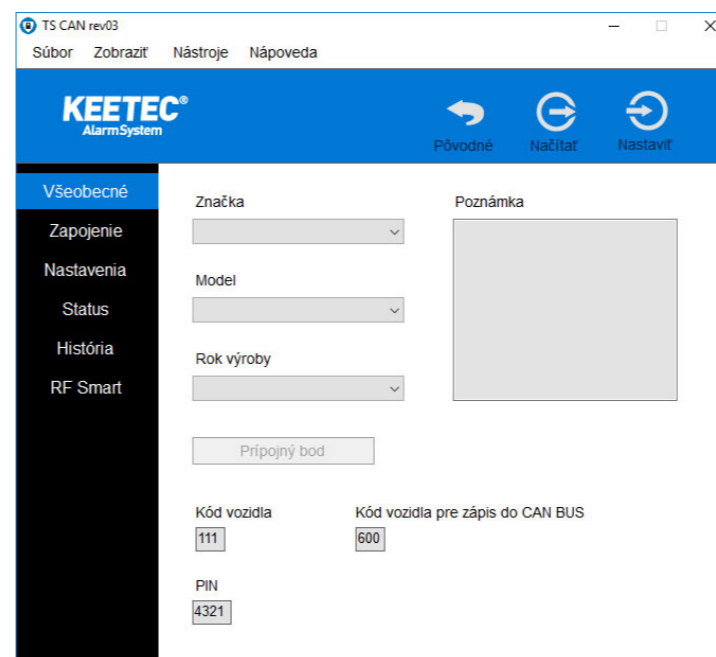 TS CAN rev03
Súbor Zobraziť Nástroje Nápoveda
KEETEC®
Alarm System
Pôvodné Načítať Nastaviť
Všeobecné
Zapojenie
Nastavenia
Status
História
RF Smart
Značka
Poznámka
Model
Rok výroby
Prípojný bod
Kód vozidla
Kód vozidla pre zápis do CAN BUS
111
600
PIN
4321